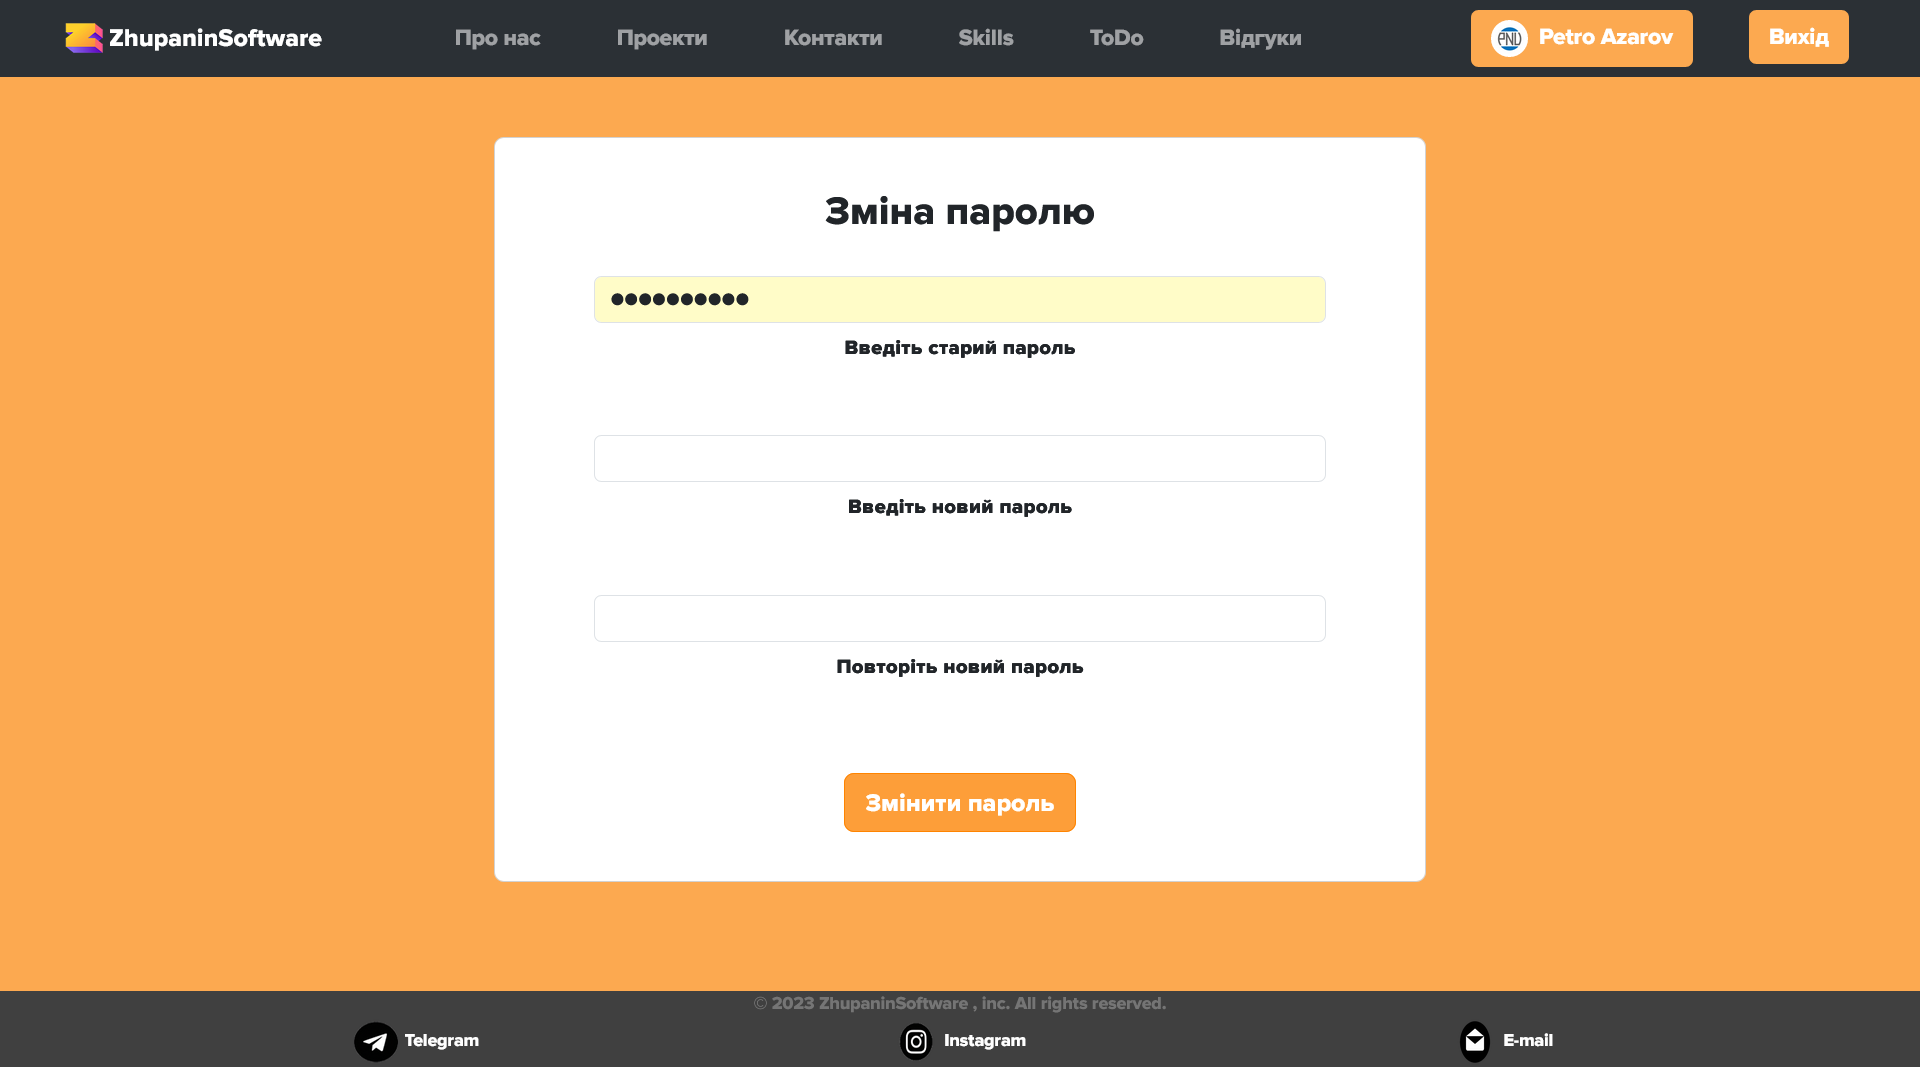 ZhupaninSoftware
Про нас
Проекти
Контакти
Skills
ToDo
Відгуки
PND
Petro Azarov
Вихід
Зміна паролю
Введіть старий пароль
Введіть новий пароль
Повторіть новий пароль
Змінити пароль
© 2023 ZhupaninSoftware , inc. All rights reserved.
Telegram
Instagram
E-mail